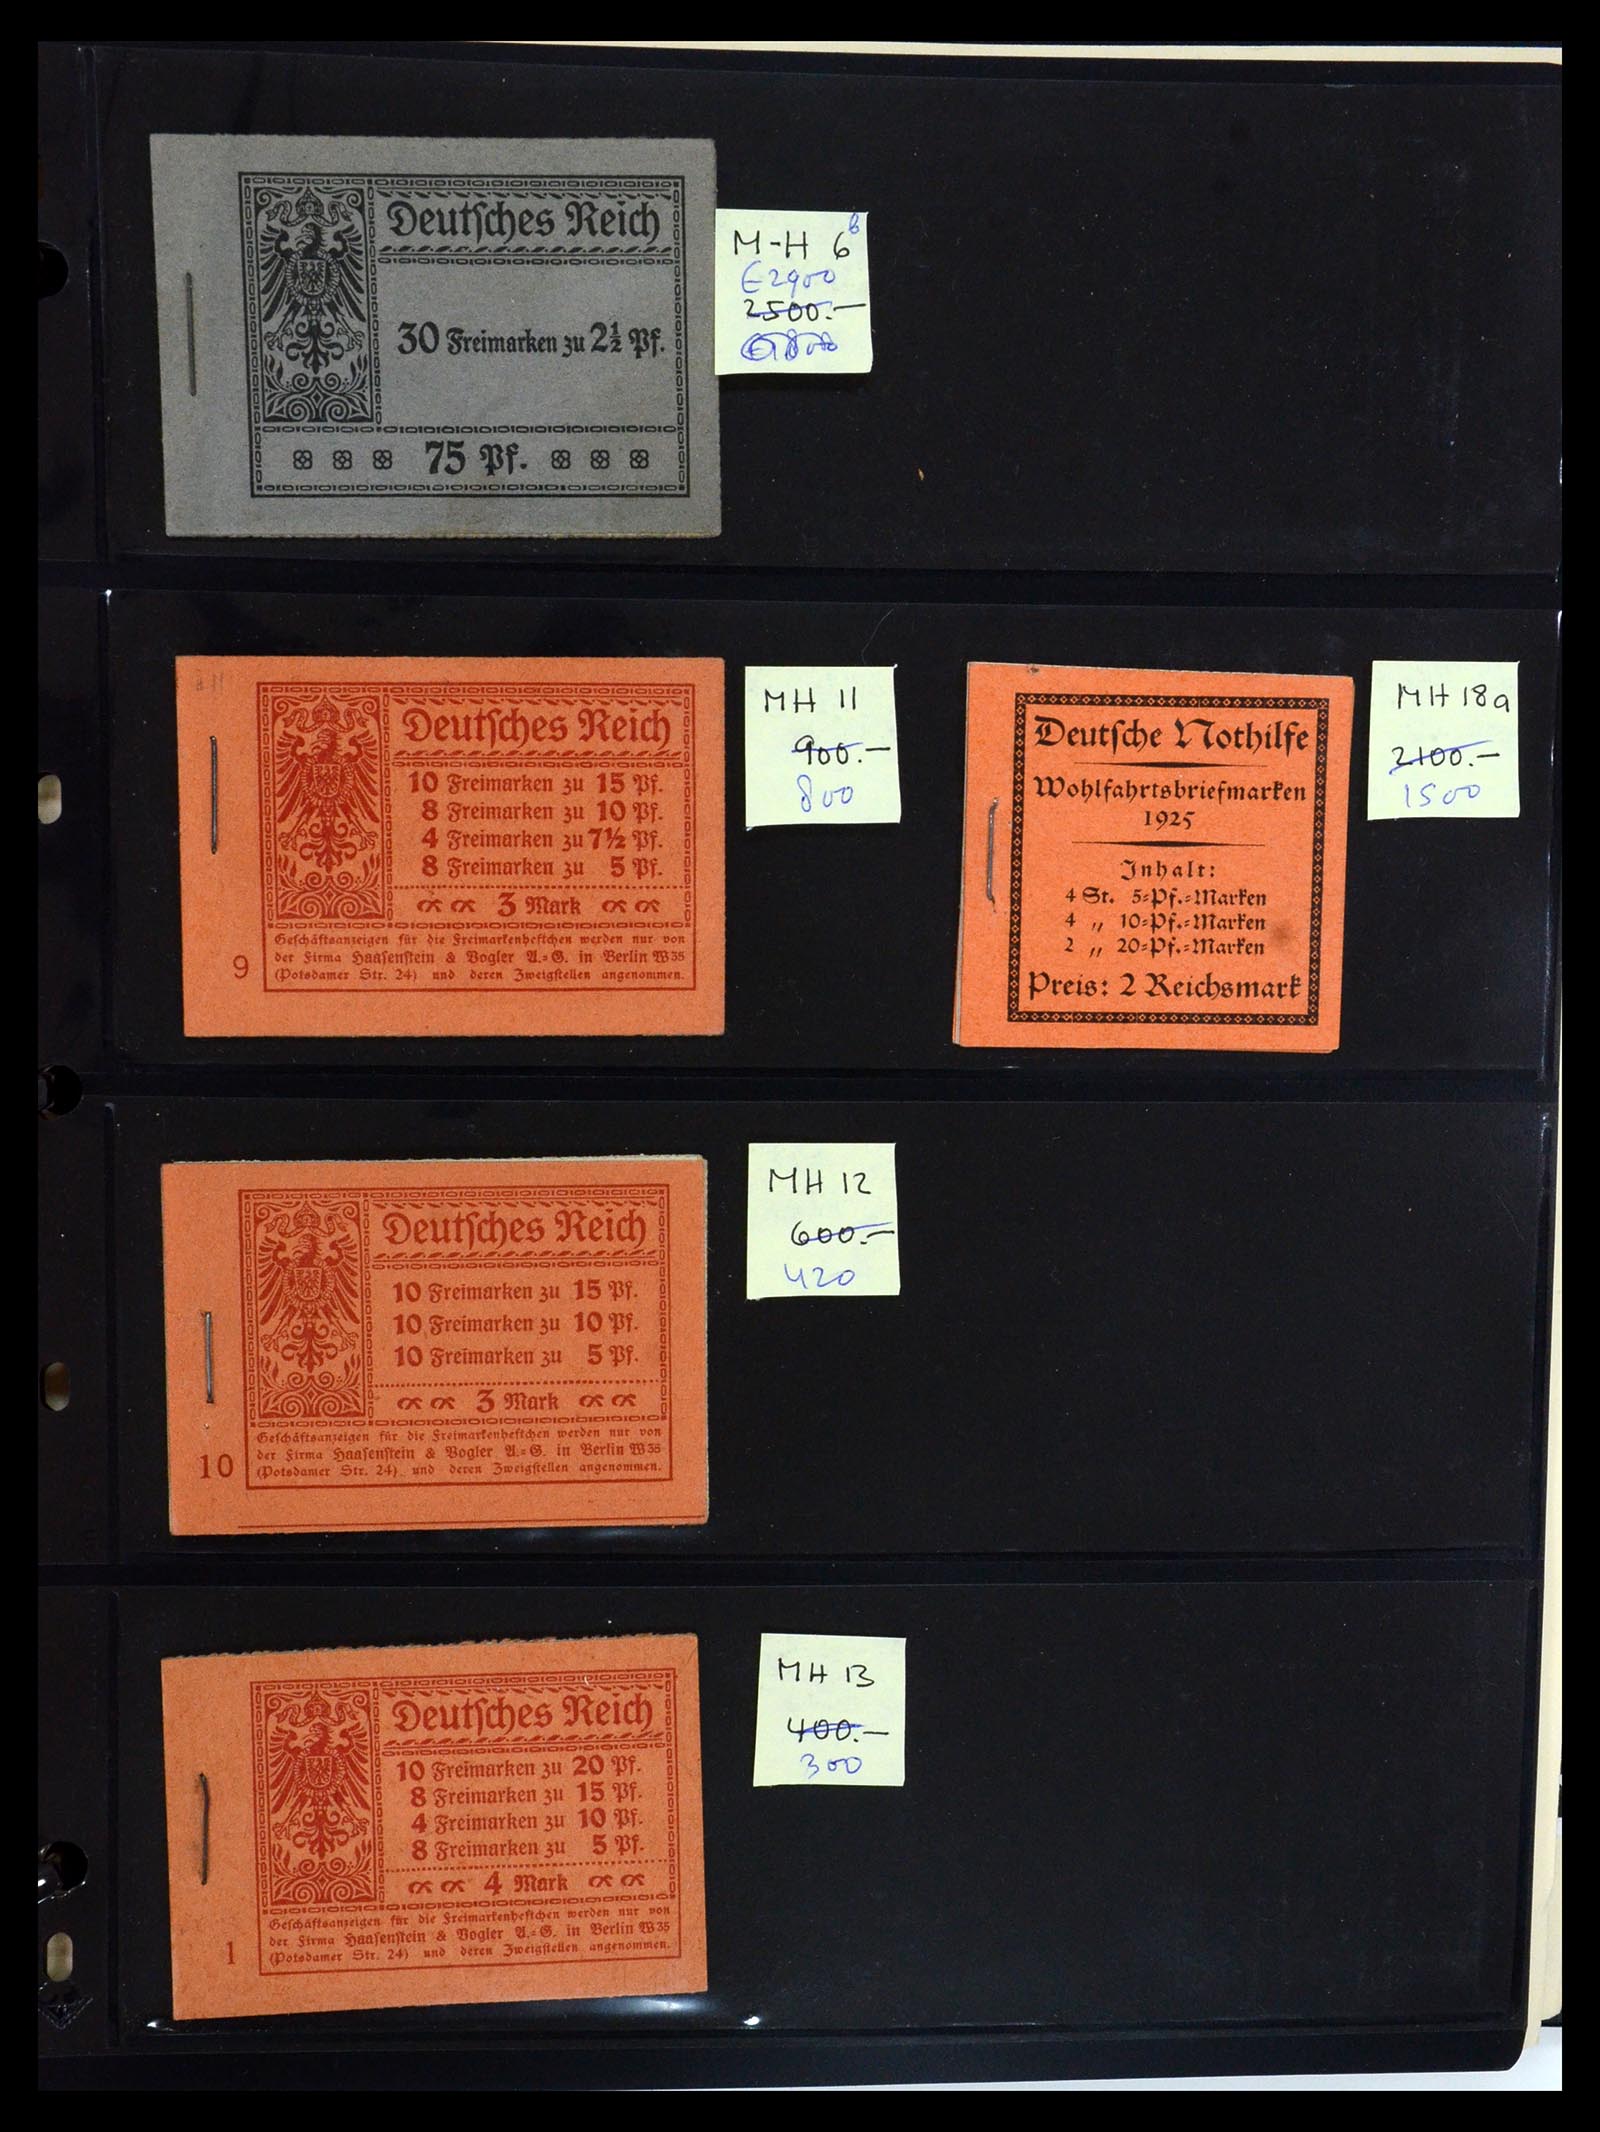 Deutsches Reich
30 Freimarken zu 2½ Pf.
75 Pf.
M-H 6b
€2900
2500.-
Deutsches Reich
10 Freimarken zu 15 Pf.
8 Freimarken zu 10 Pf.
4 Freimarken zu 7½ Pf.
8 Freimarken zu 5 Pf.
3 Mark
Geschäftsanzeigen für die Freimarkenheftchen werden nur von
der Firma Haasenstein & Vogler A.=G. in Berlin W35
(Potsdamer Str. 24) und deren Zweigstellen angenommen.
9
MH 11
900.-
800
Deutsche Nothilfe
Wohlfahrtsbriefmarken
1925
Inhalt:
4 St. 5=Pf.=Marken
4 „ 10=Pf.=Marken
2 „ 20=Pf.=Marken
Preis: 2 Reichsmark
MH 18a
2100.-
1500
Deutsches Reich
10 Freimarken zu 15 Pf.
10 Freimarken zu 10 Pf.
10 Freimarken zu 5 Pf.
3 Mark
Geschäftsanzeigen für die Freimarkenheftchen werden nur von
der Firma Haasenstein & Vogler A.=G. in Berlin W35
(Potsdamer Str. 24) und deren Zweigstellen angenommen.
10
MH 12
600.-
420
Deutsches Reich
10 Freimarken zu 20 Pf.
8 Freimarken zu 15 Pf.
4 Freimarken zu 10 Pf.
8 Freimarken zu 5 Pf.
4 Mark
Geschäftsanzeigen für die Freimarkenheftchen werden nur von
der Firma Haasenstein & Vogler A.=G. in Berlin W35
(Potsdamer Str. 24) und deren Zweigstellen angenommen.
1
MH 13
400.-
300